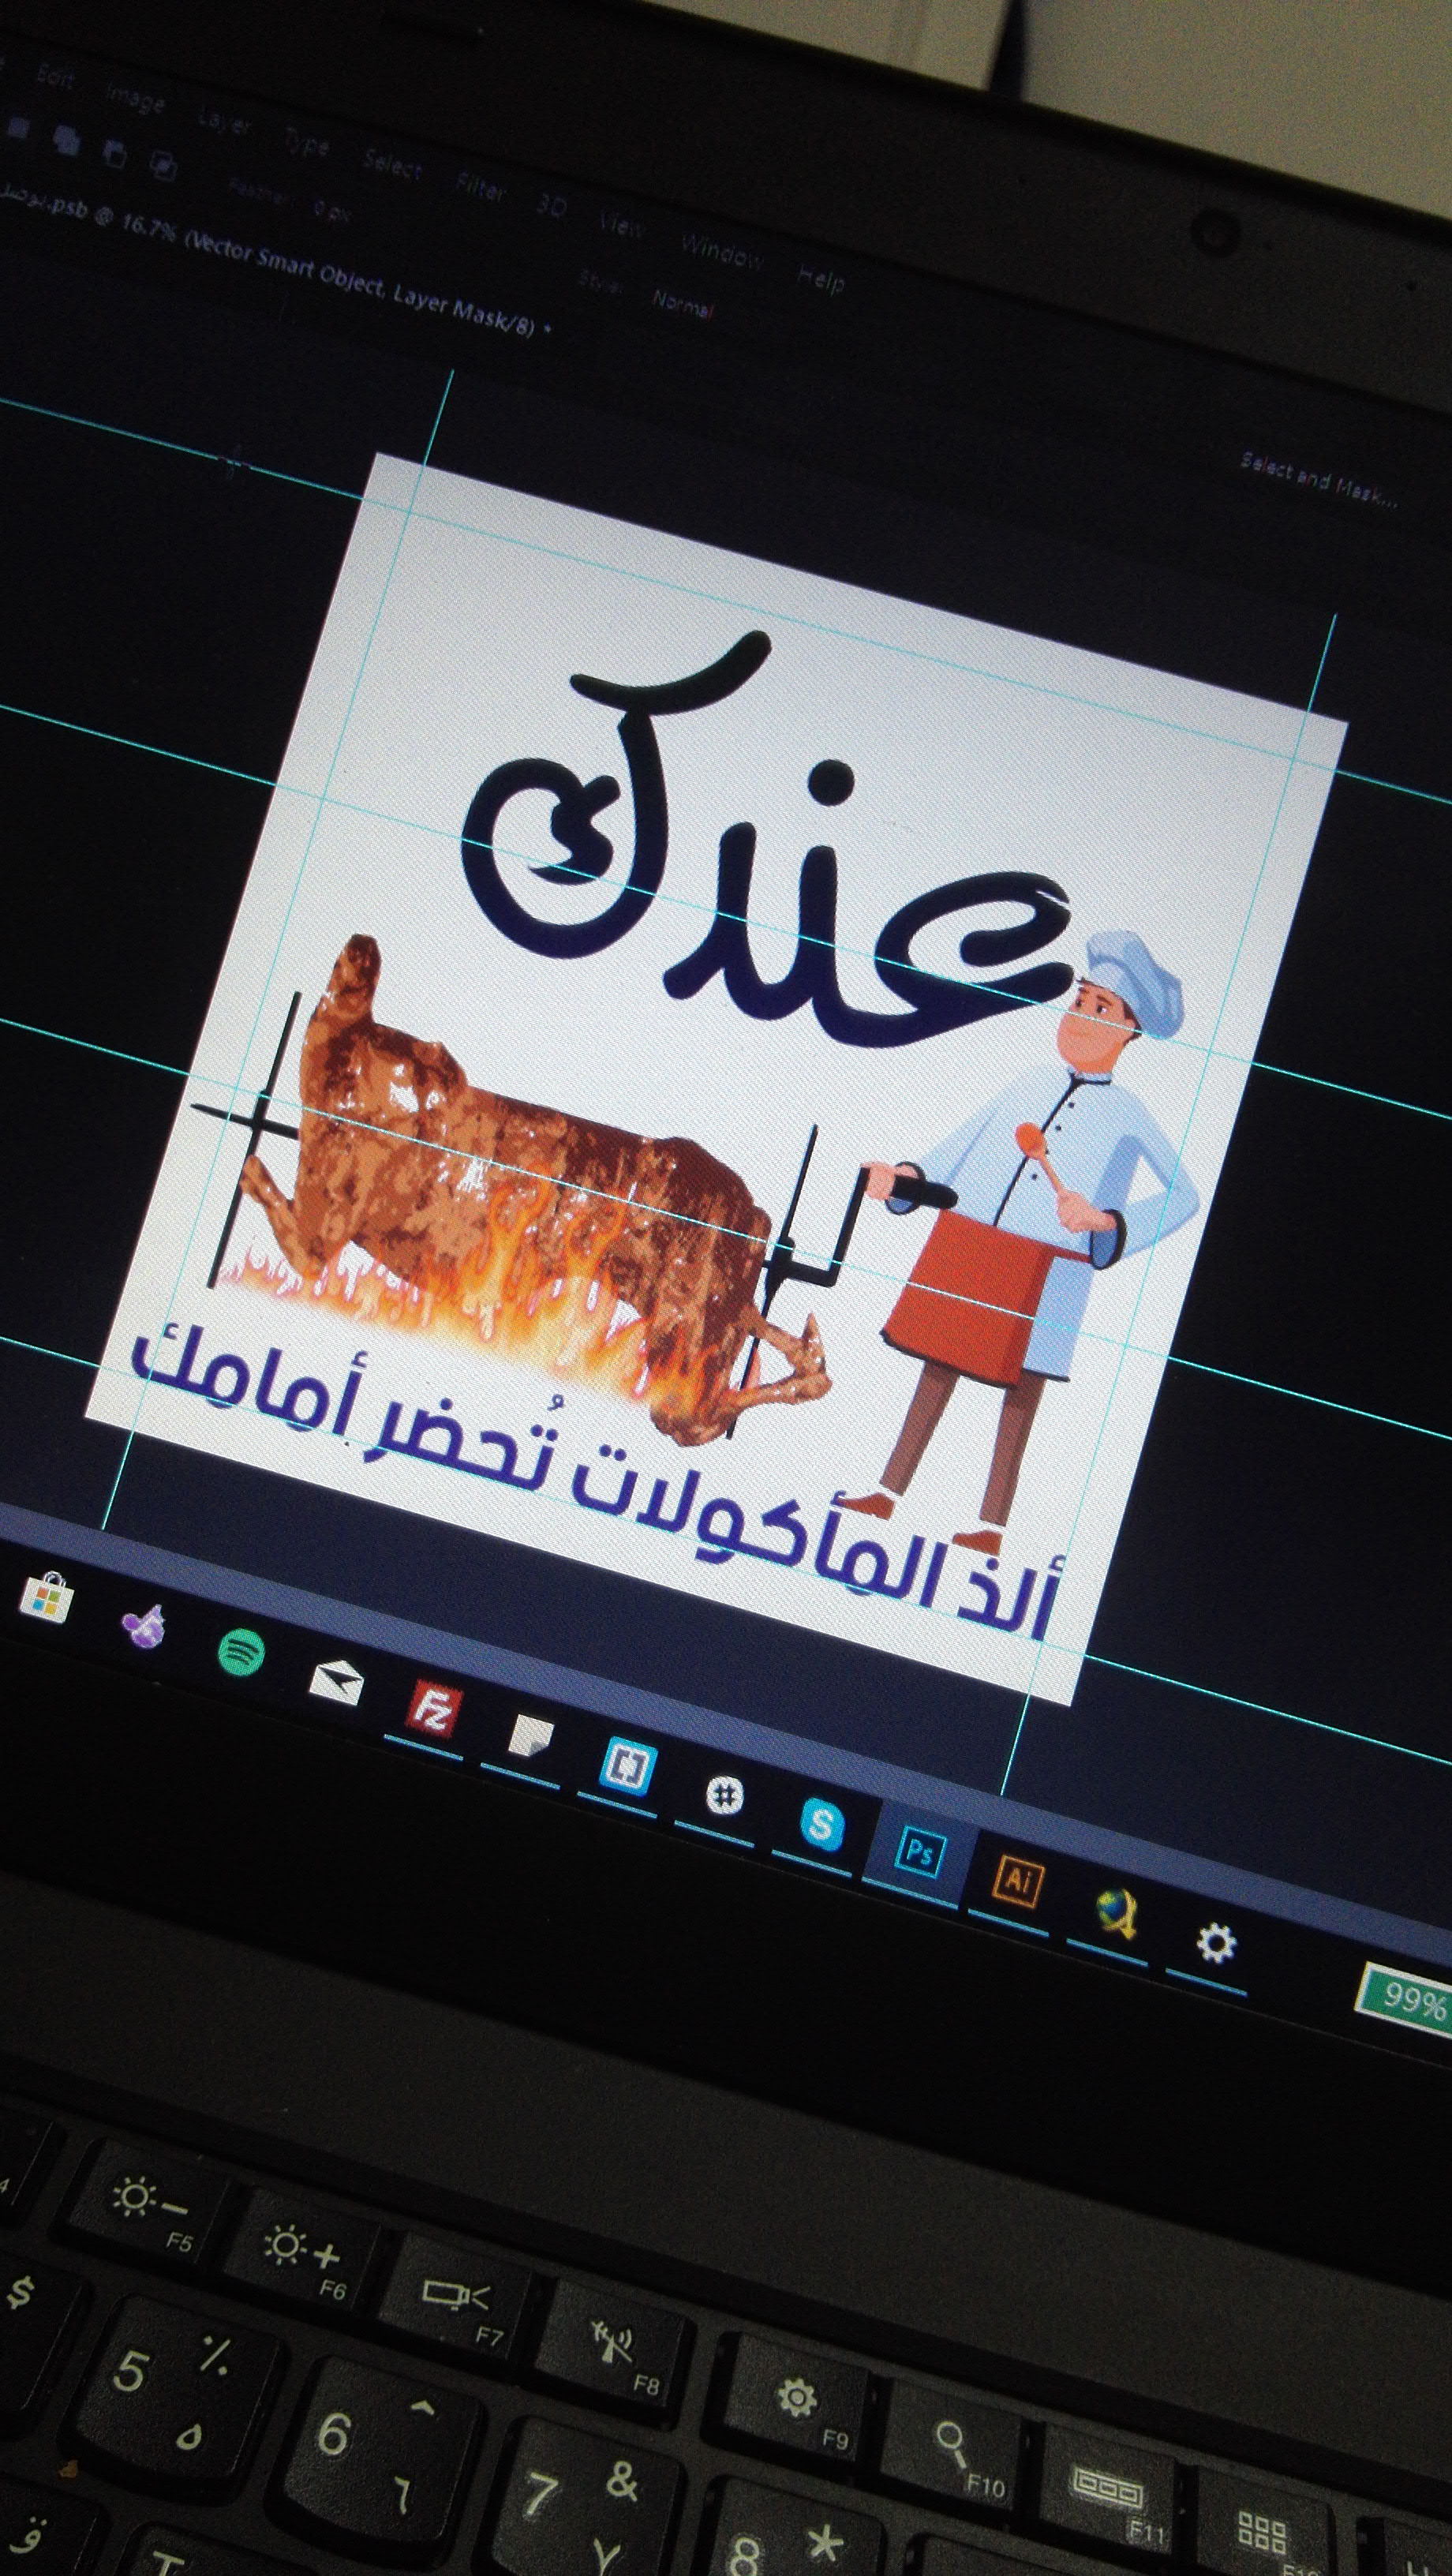 Edit Image Layer Type Select Filter 3D View Window Help
Feather: 0 px Style: Normal Select and Mask...
.psb @ 16.7% (Vector Smart Object, Layer Mask/8) *
عندك
ألذ المأكولات تُحضر أمامك
Fz # S Ps Ai
99%
F5 F6 F7 F8 F9 F10 F11
$ 5 % ٥ 6 ^ ٦ 7 & ٧ 8 *
ق T